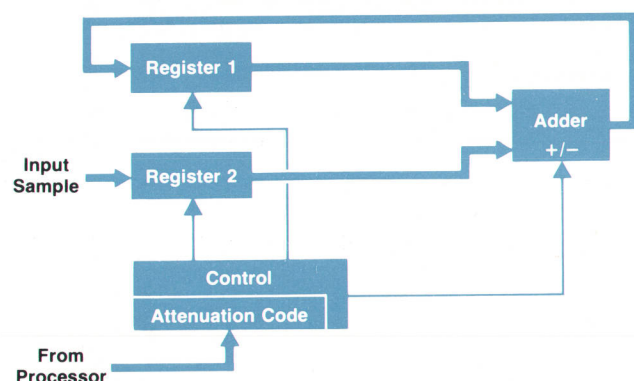 Register 1
Adder
+/−
Input
Sample
Register 2
Control
Attenuation Code
From
Processor